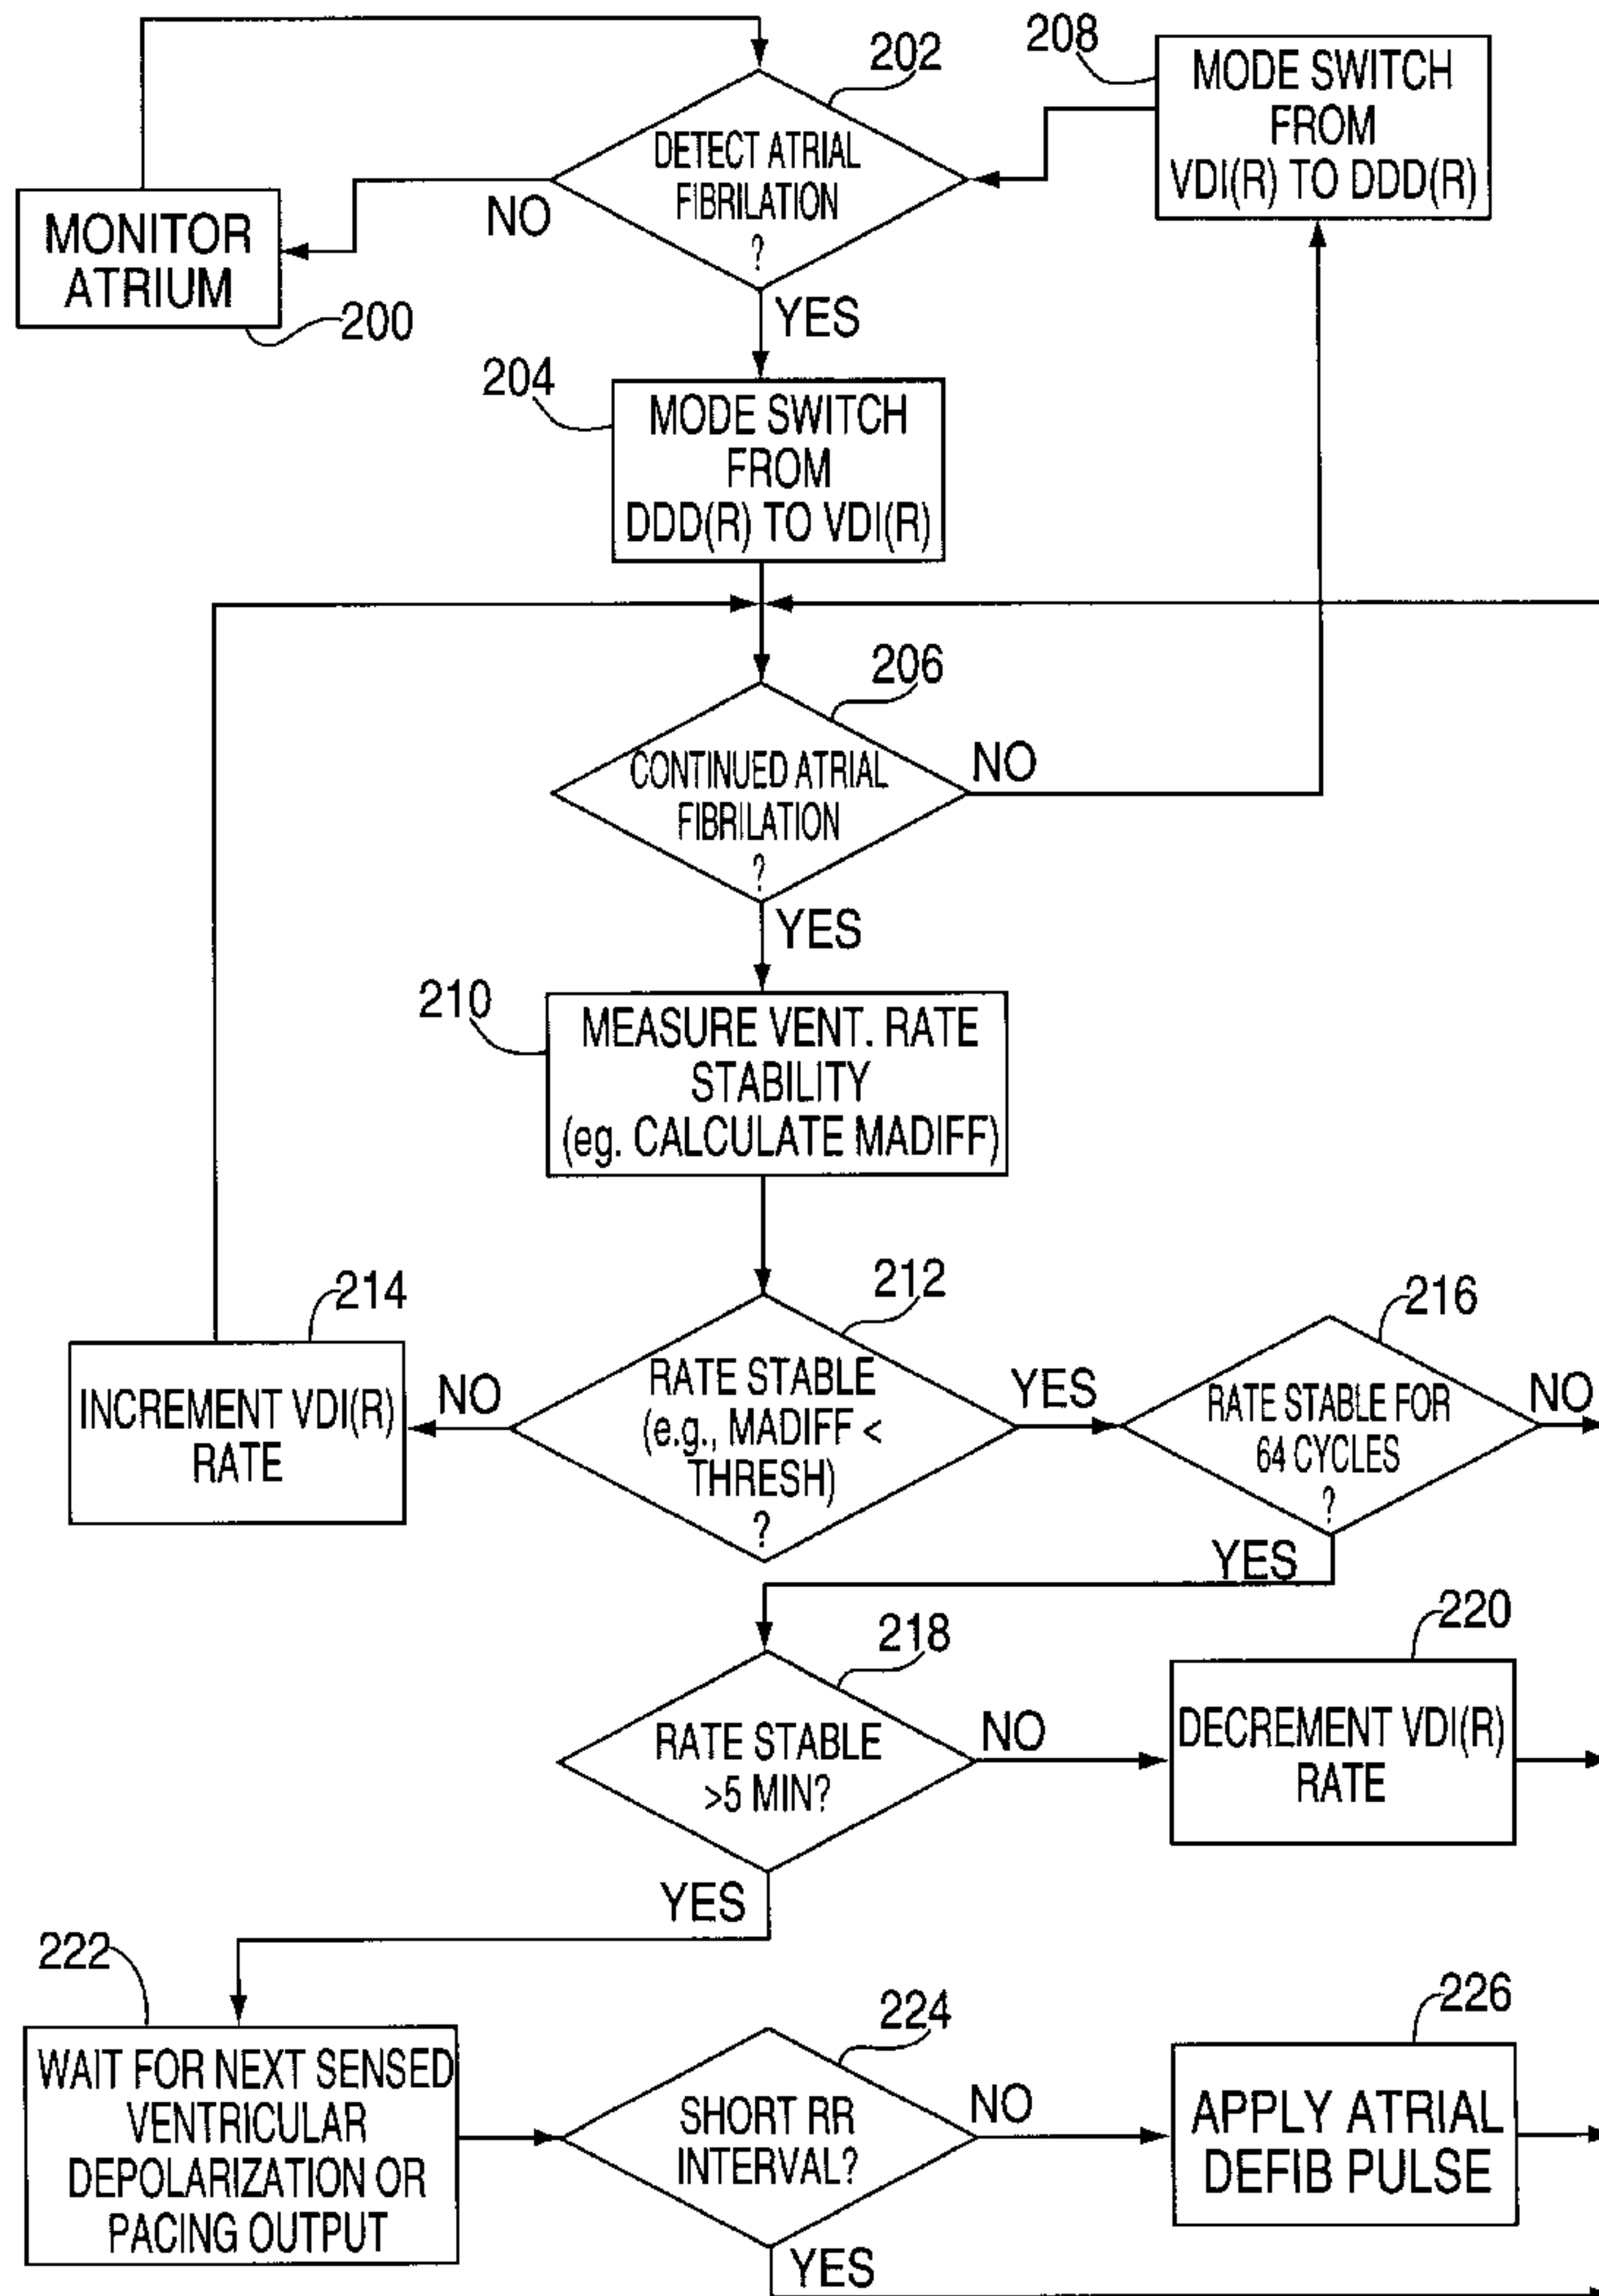 202
DETECT ATRIAL
FIBRILATION
?
NO
YES
208
MODE SWITCH
FROM
VDI(R) TO DDD(R)
MONITOR
ATRIUM
200
204
MODE SWITCH
FROM
DDD(R) TO VDI(R)
206
CONTINUED ATRIAL
FIBRILATION
?
NO
YES
210
MEASURE VENT. RATE
STABILITY
(eg. CALCULATE MADIFF)
212
RATE STABLE
(e.g., MADIFF <
THRESH)
?
NO
YES
214
INCREMENT VDI(R)
RATE
216
RATE STABLE FOR
64 CYCLES
?
NO
YES
218
RATE STABLE
>5 MIN?
NO
YES
220
DECREMENT VDI(R)
RATE
222
WAIT FOR NEXT SENSED
VENTRICULAR
DEPOLARIZATION OR
PACING OUTPUT
224
SHORT RR
INTERVAL?
NO
YES
226
APPLY ATRIAL
DEFIB PULSE